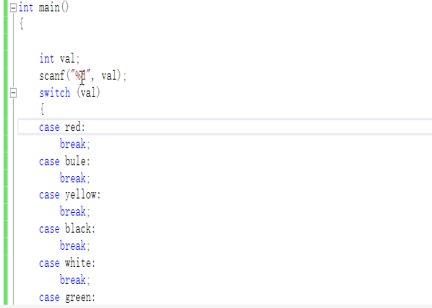 int main()
{
int val;
scanf("%d", val);
switch (val)
{
case red:
break;
case bule:
break;
case yellow:
break;
case black:
break;
case white:
break;
case green: